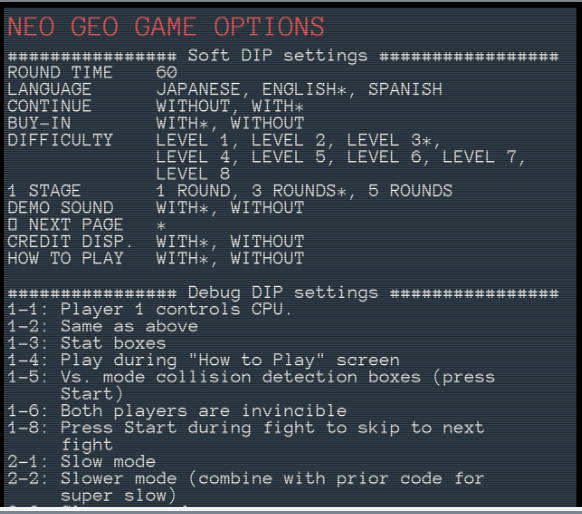 NEO GEO GAME OPTIONS
################ Soft DIP settings #################
ROUND TIME    60
LANGUAGE      JAPANESE, ENGLISH*, SPANISH
CONTINUE      WITHOUT, WITH*
BUY-IN        WITH*, WITHOUT
DIFFICULTY    LEVEL 1, LEVEL 2, LEVEL 3*,
              LEVEL 4, LEVEL 5, LEVEL 6, LEVEL 7,
              LEVEL 8
1 STAGE       1 ROUND, 3 ROUNDS*, 5 ROUNDS
DEMO SOUND    WITH*, WITHOUT
▯ NEXT PAGE   *
CREDIT DISP.  WITH*, WITHOUT
HOW TO PLAY   WITH*, WITHOUT
################ Debug DIP settings ################
1-1: Player 1 controls CPU.
1-2: Same as above
1-3: Stat boxes
1-4: Play during "How to Play" screen
1-5: Vs. mode collision detection boxes (press
     Start)
1-6: Both players are invincible
1-8: Press Start during fight to skip to next
     fight
2-1: Slow mode
2-2: Slower mode (combine with prior code for
     super slow)